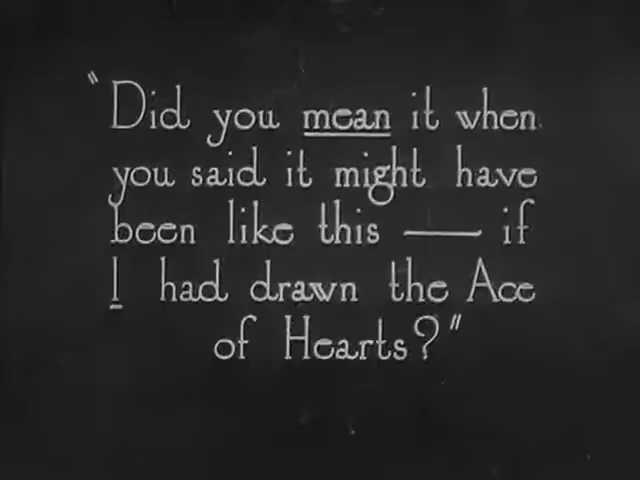 "Did you mean it when
you said it might have
been like this — if
I had drawn the Ace
of Hearts?"